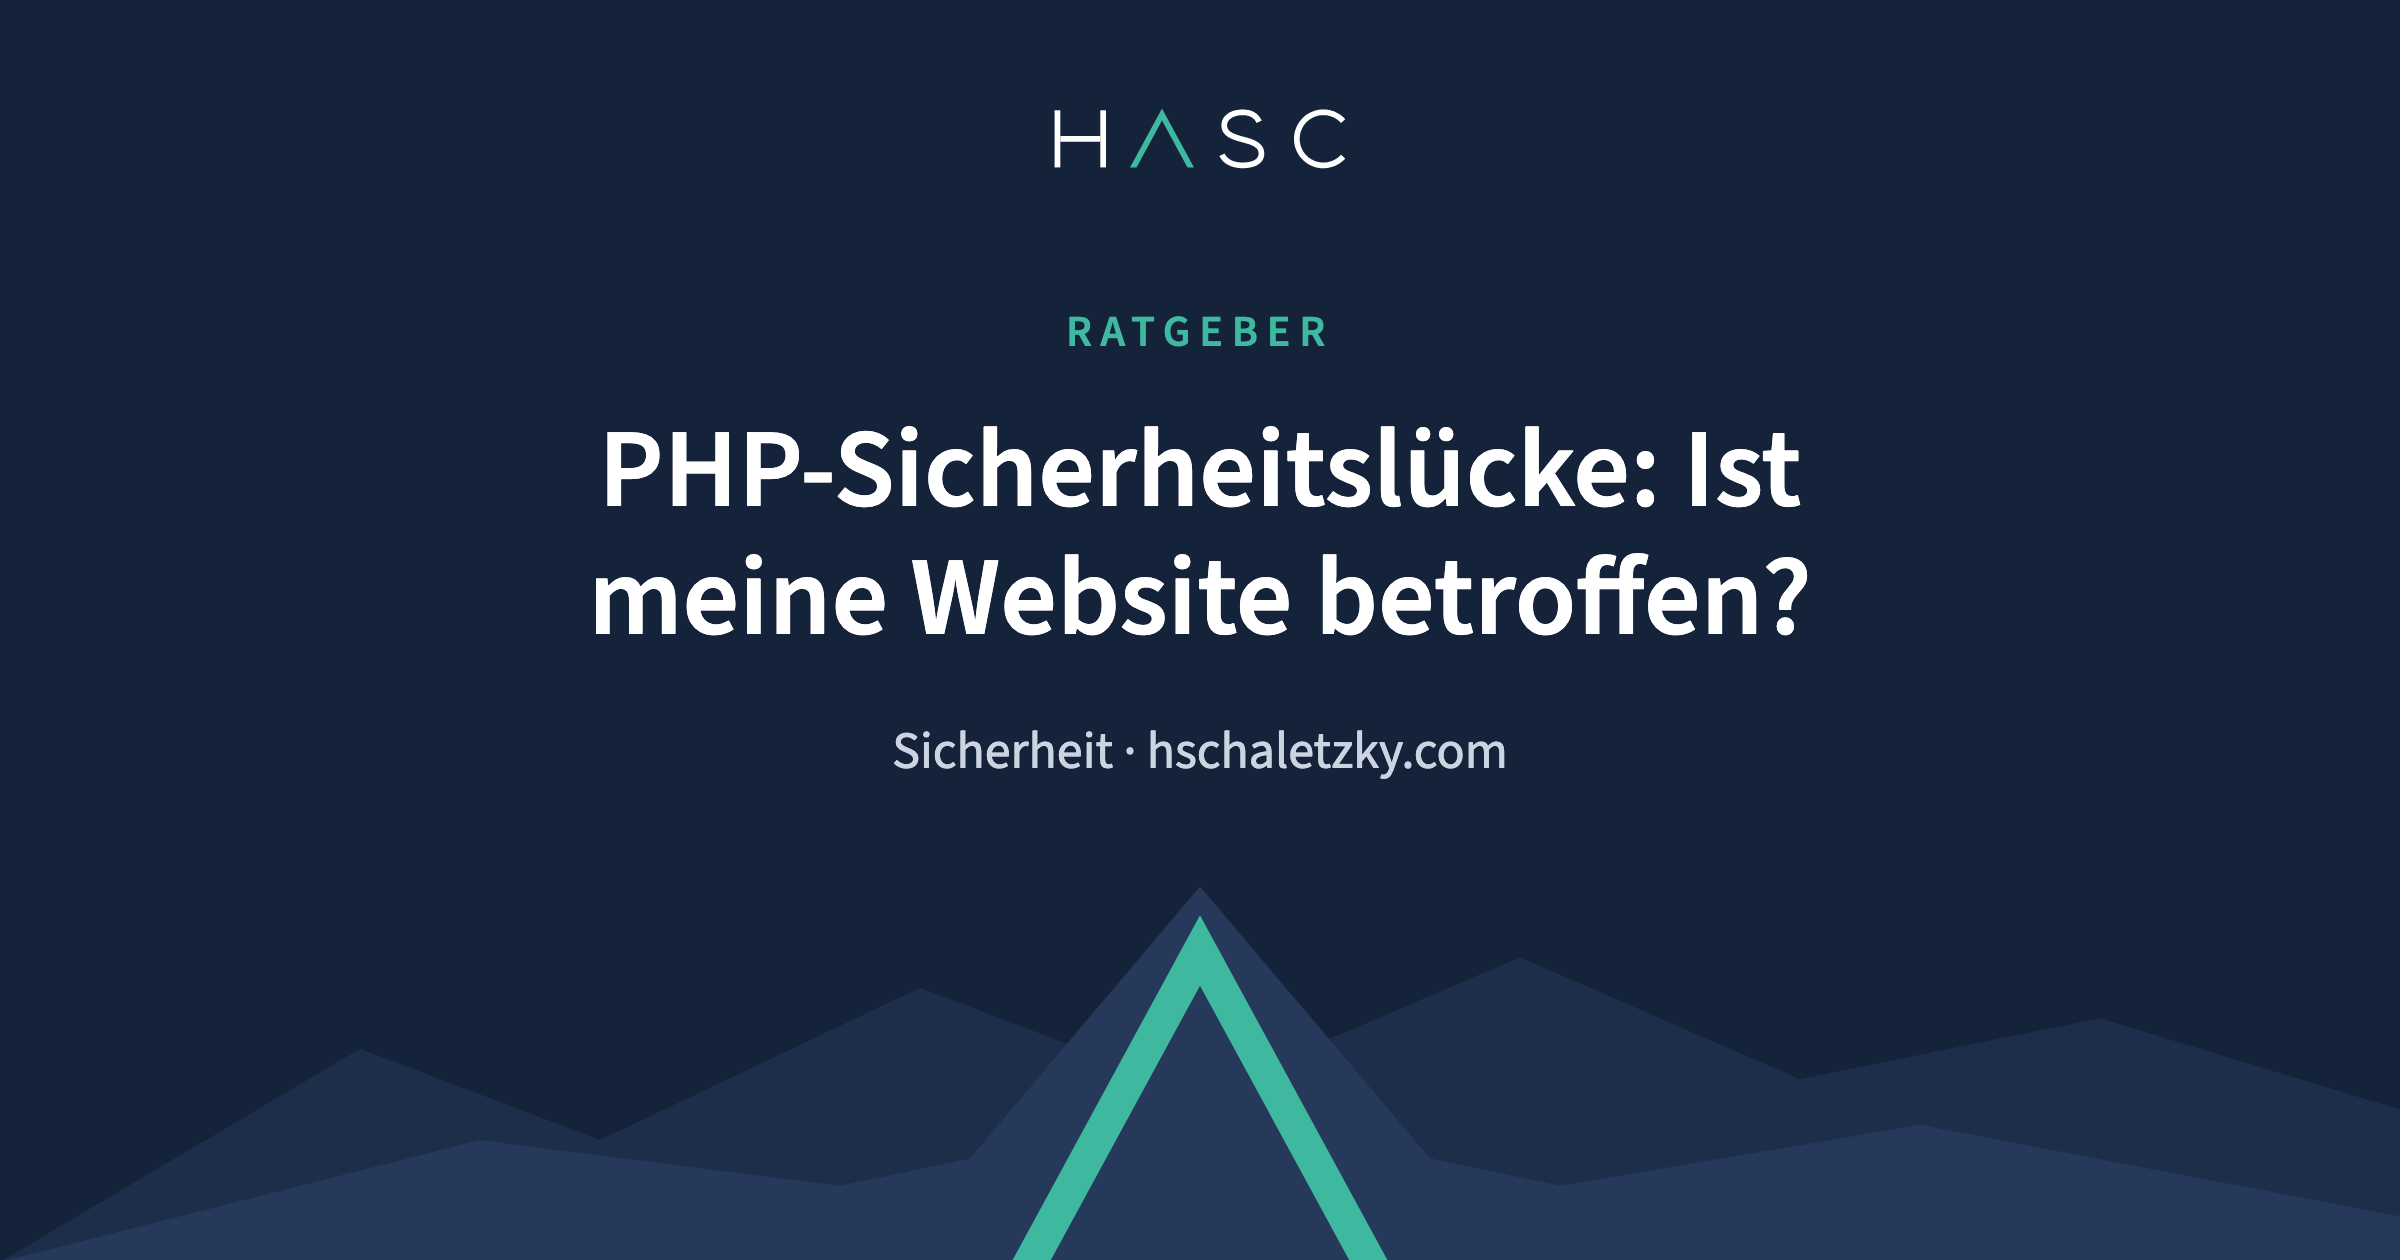 HASC
RATGEBER
PHP-Sicherheitslücke: Ist
meine Website betroffen?
Sicherheit · hschaletzky.com